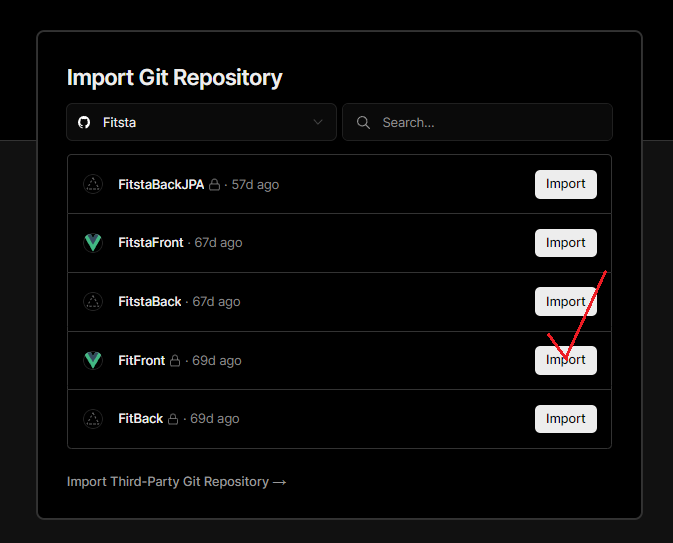 Import Git Repository
Fitsta Search...
FitstaBackJPA · 57d ago Import
FitstaFront · 67d ago Import
FitstaBack · 67d ago Import
FitFront · 69d ago Import
FitBack · 69d ago Import
Import Third-Party Git Repository →